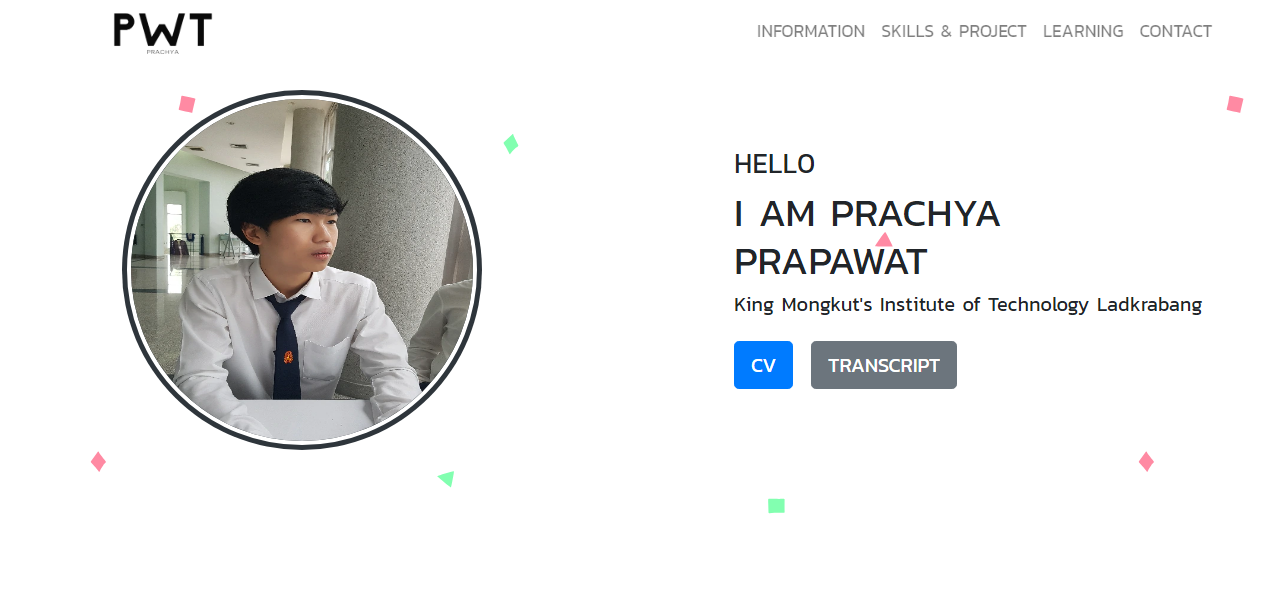 PWT
PRACHYA
INFORMATION SKILLS & PROJECT LEARNING CONTACT
HELLO
I AM PRACHYA
PRAPAWAT
King Mongkut's Institute of Technology Ladkrabang
CV TRANSCRIPT